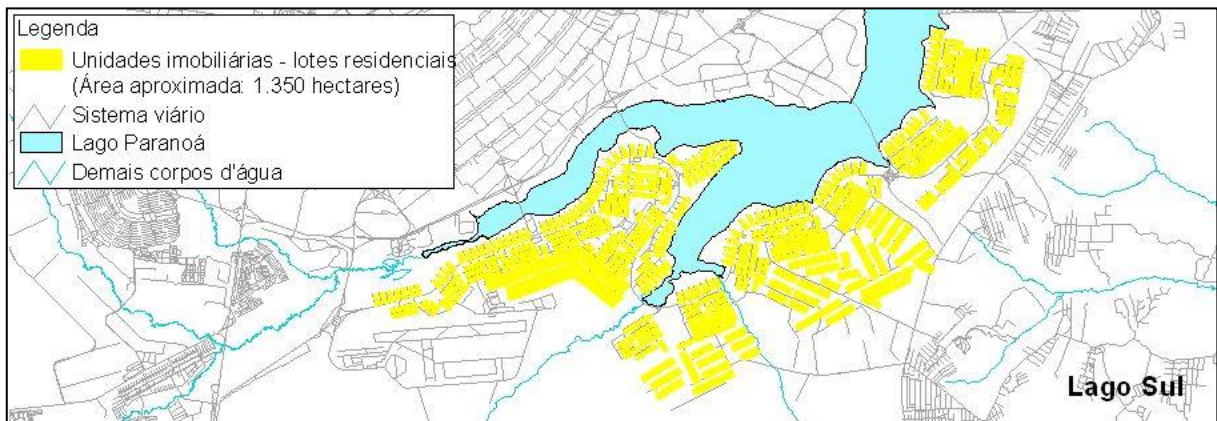 Legenda
Unidades imobiliárias - lotes residenciais
(Área aproximada: 1.350 hectares)
Sistema viário
Lago Paranoá
Demais corpos d'água
Lago Sul